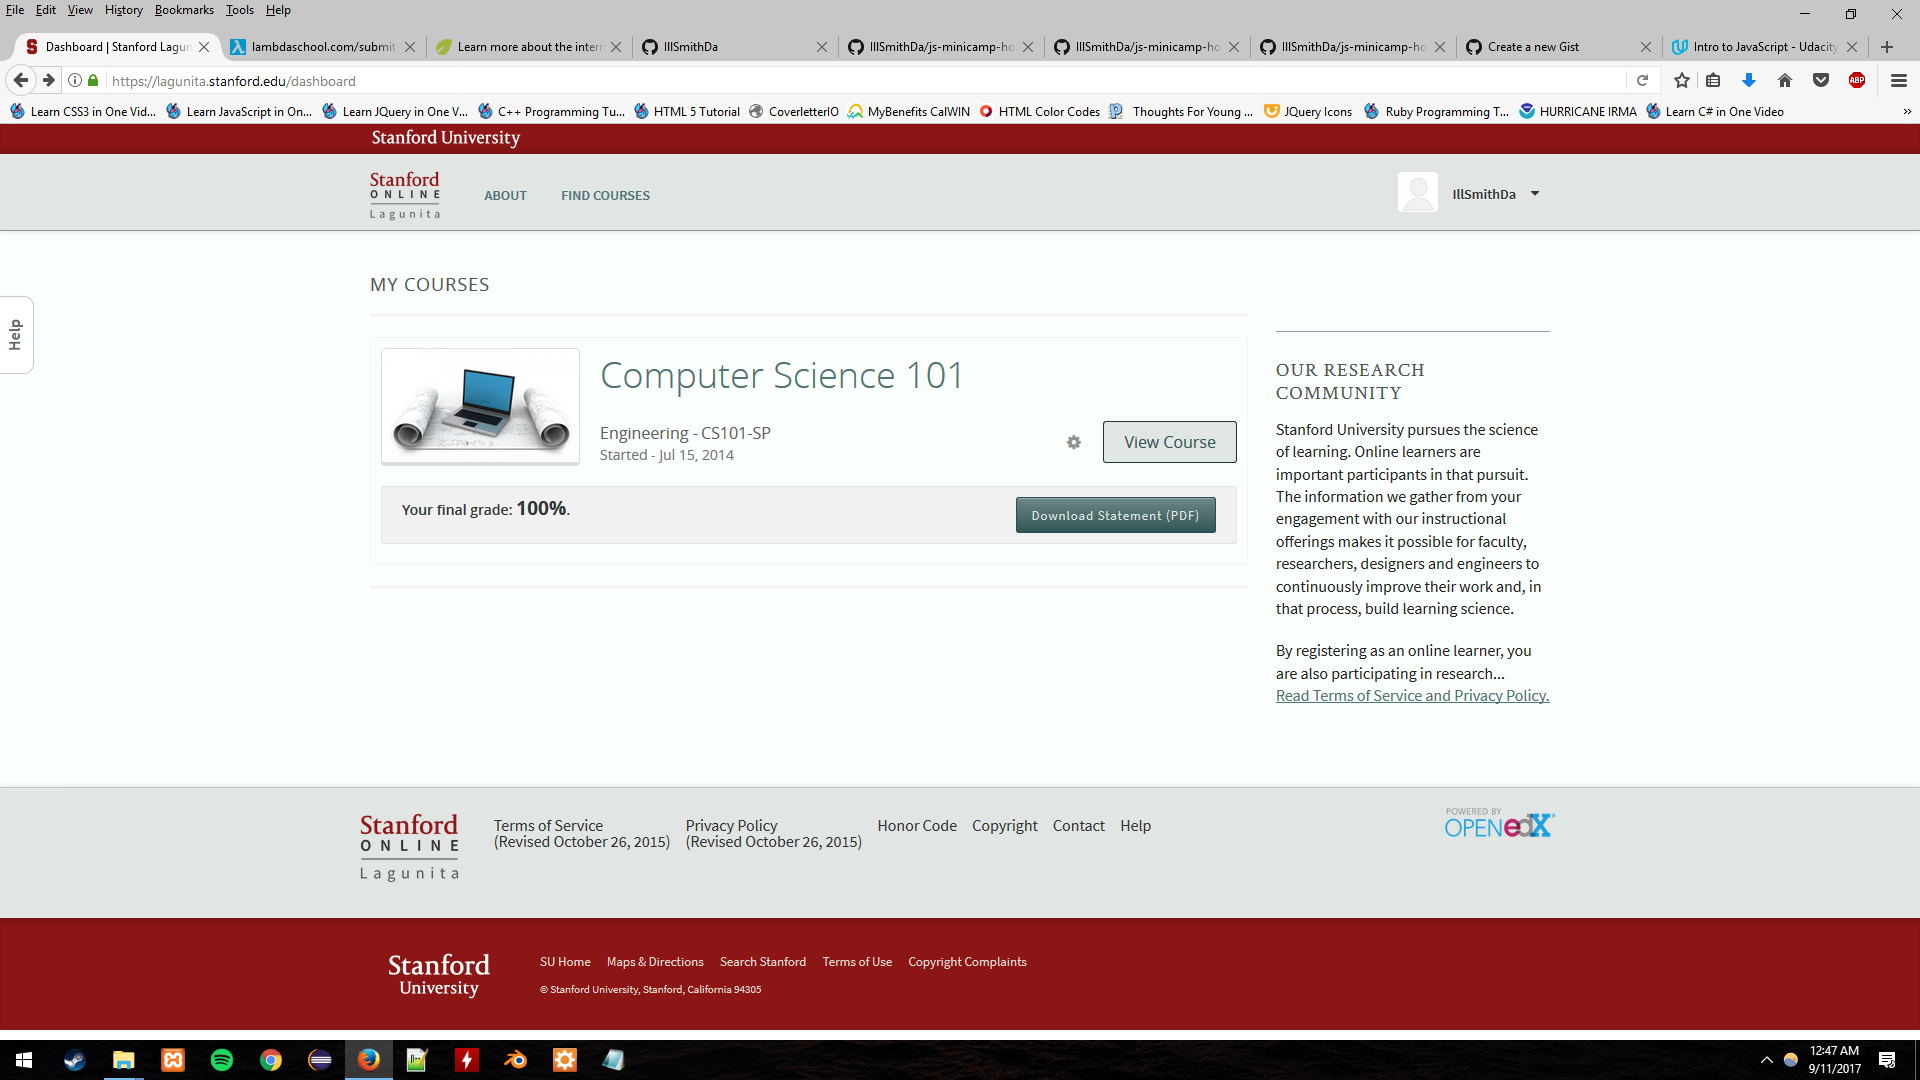 File Edit View History Bookmarks Tools Help
Dashboard | Stanford Lagun
lambdaschool.com/submit
Learn more about the inter
IllSmithDa
IllSmithDa/js-minicamp-ho
IllSmithDa/js-minicamp-ho
IllSmithDa/js-minicamp-ho
Create a new Gist
Intro to JavaScript - Udacity
https://lagunita.stanford.edu/dashboard
ABP
Learn CSS3 in One Vid...
Learn JavaScript in On...
Learn JQuery in One V...
C++ Programming Tu...
HTML 5 Tutorial
CoverletterIO
MyBenefits CalWIN
HTML Color Codes
Thoughts For Young ...
JQuery Icons
Ruby Programming T...
HURRICANE IRMA
Learn C# in One Video
Stanford University
Stanford
ONLINE
Lagunita
ABOUT
FIND COURSES
IllSmithDa
Help
MY COURSES
Computer Science 101
Engineering - CS101-SP
Started - Jul 15, 2014
View Course
Your final grade: 100%.
Download Statement (PDF)
OUR RESEARCH
COMMUNITY
Stanford University pursues the science
of learning. Online learners are
important participants in that pursuit.
The information we gather from your
engagement with our instructional
offerings makes it possible for faculty,
researchers, designers and engineers to
continuously improve their work and, in
that process, build learning science.
By registering as an online learner, you
are also participating in research...
Read Terms of Service and Privacy Policy.
Stanford
ONLINE
Lagunita
Terms of Service
(Revised October 26, 2015)
Privacy Policy
(Revised October 26, 2015)
Honor Code
Copyright
Contact
Help
POWERED BY
OPEN edX
Stanford
University
SU Home
Maps & Directions
Search Stanford
Terms of Use
Copyright Complaints
© Stanford University, Stanford, California 94305
12:47 AM
9/11/2017